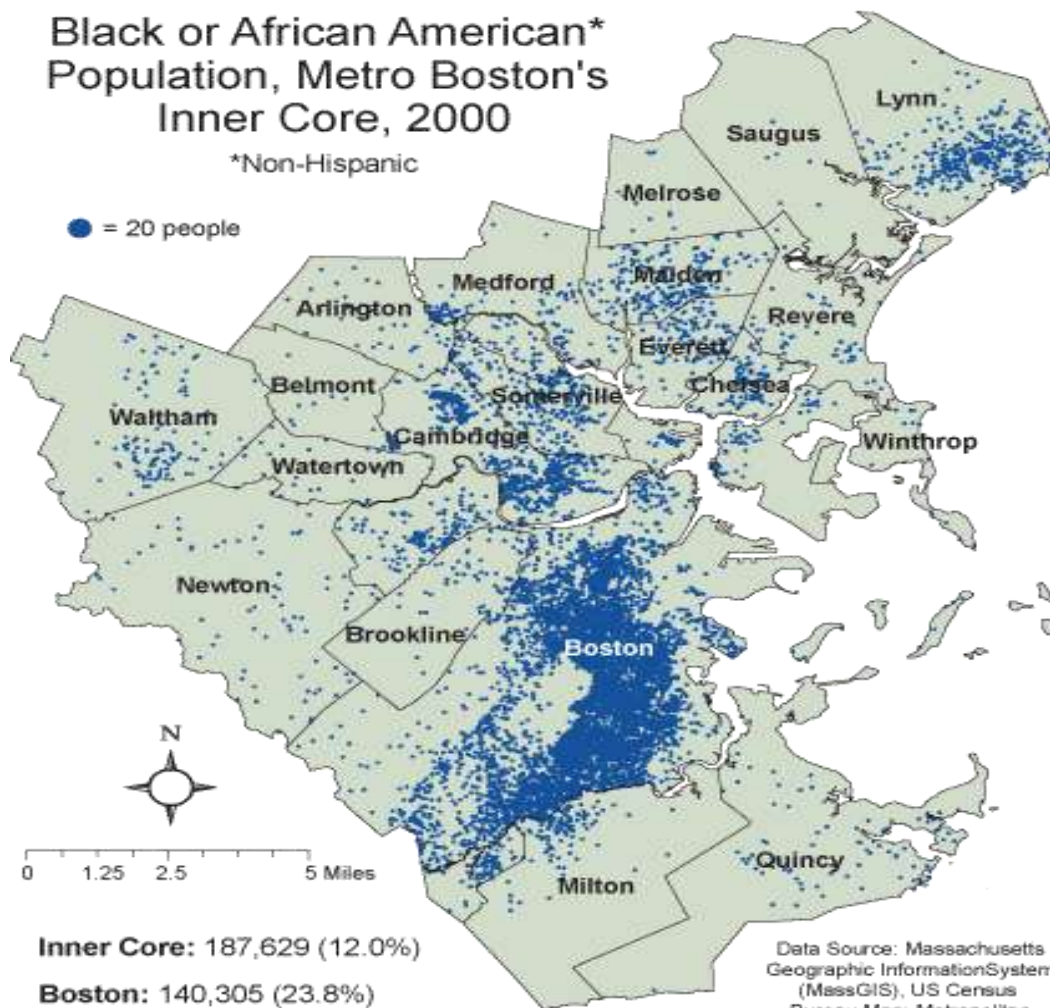 Black or African American*
Population, Metro Boston's
Inner Core, 2000
*Non-Hispanic
= 20 people
Lynn
Saugus
Melrose
Malden
Medford
Arlington
Revere
Everett
Belmont
Chelsea
Somerville
Waltham
Cambridge
Winthrop
Watertown
Newton
Brookline
Boston
N
0 1.25 2.5 5 Miles
Quincy
Milton
Inner Core: 187,629 (12.0%)
Boston: 140,305 (23.8%)
Data Source: Massachusetts
Geographic InformationSystem
(MassGIS), US Census
Bureau Map: Metropolitan